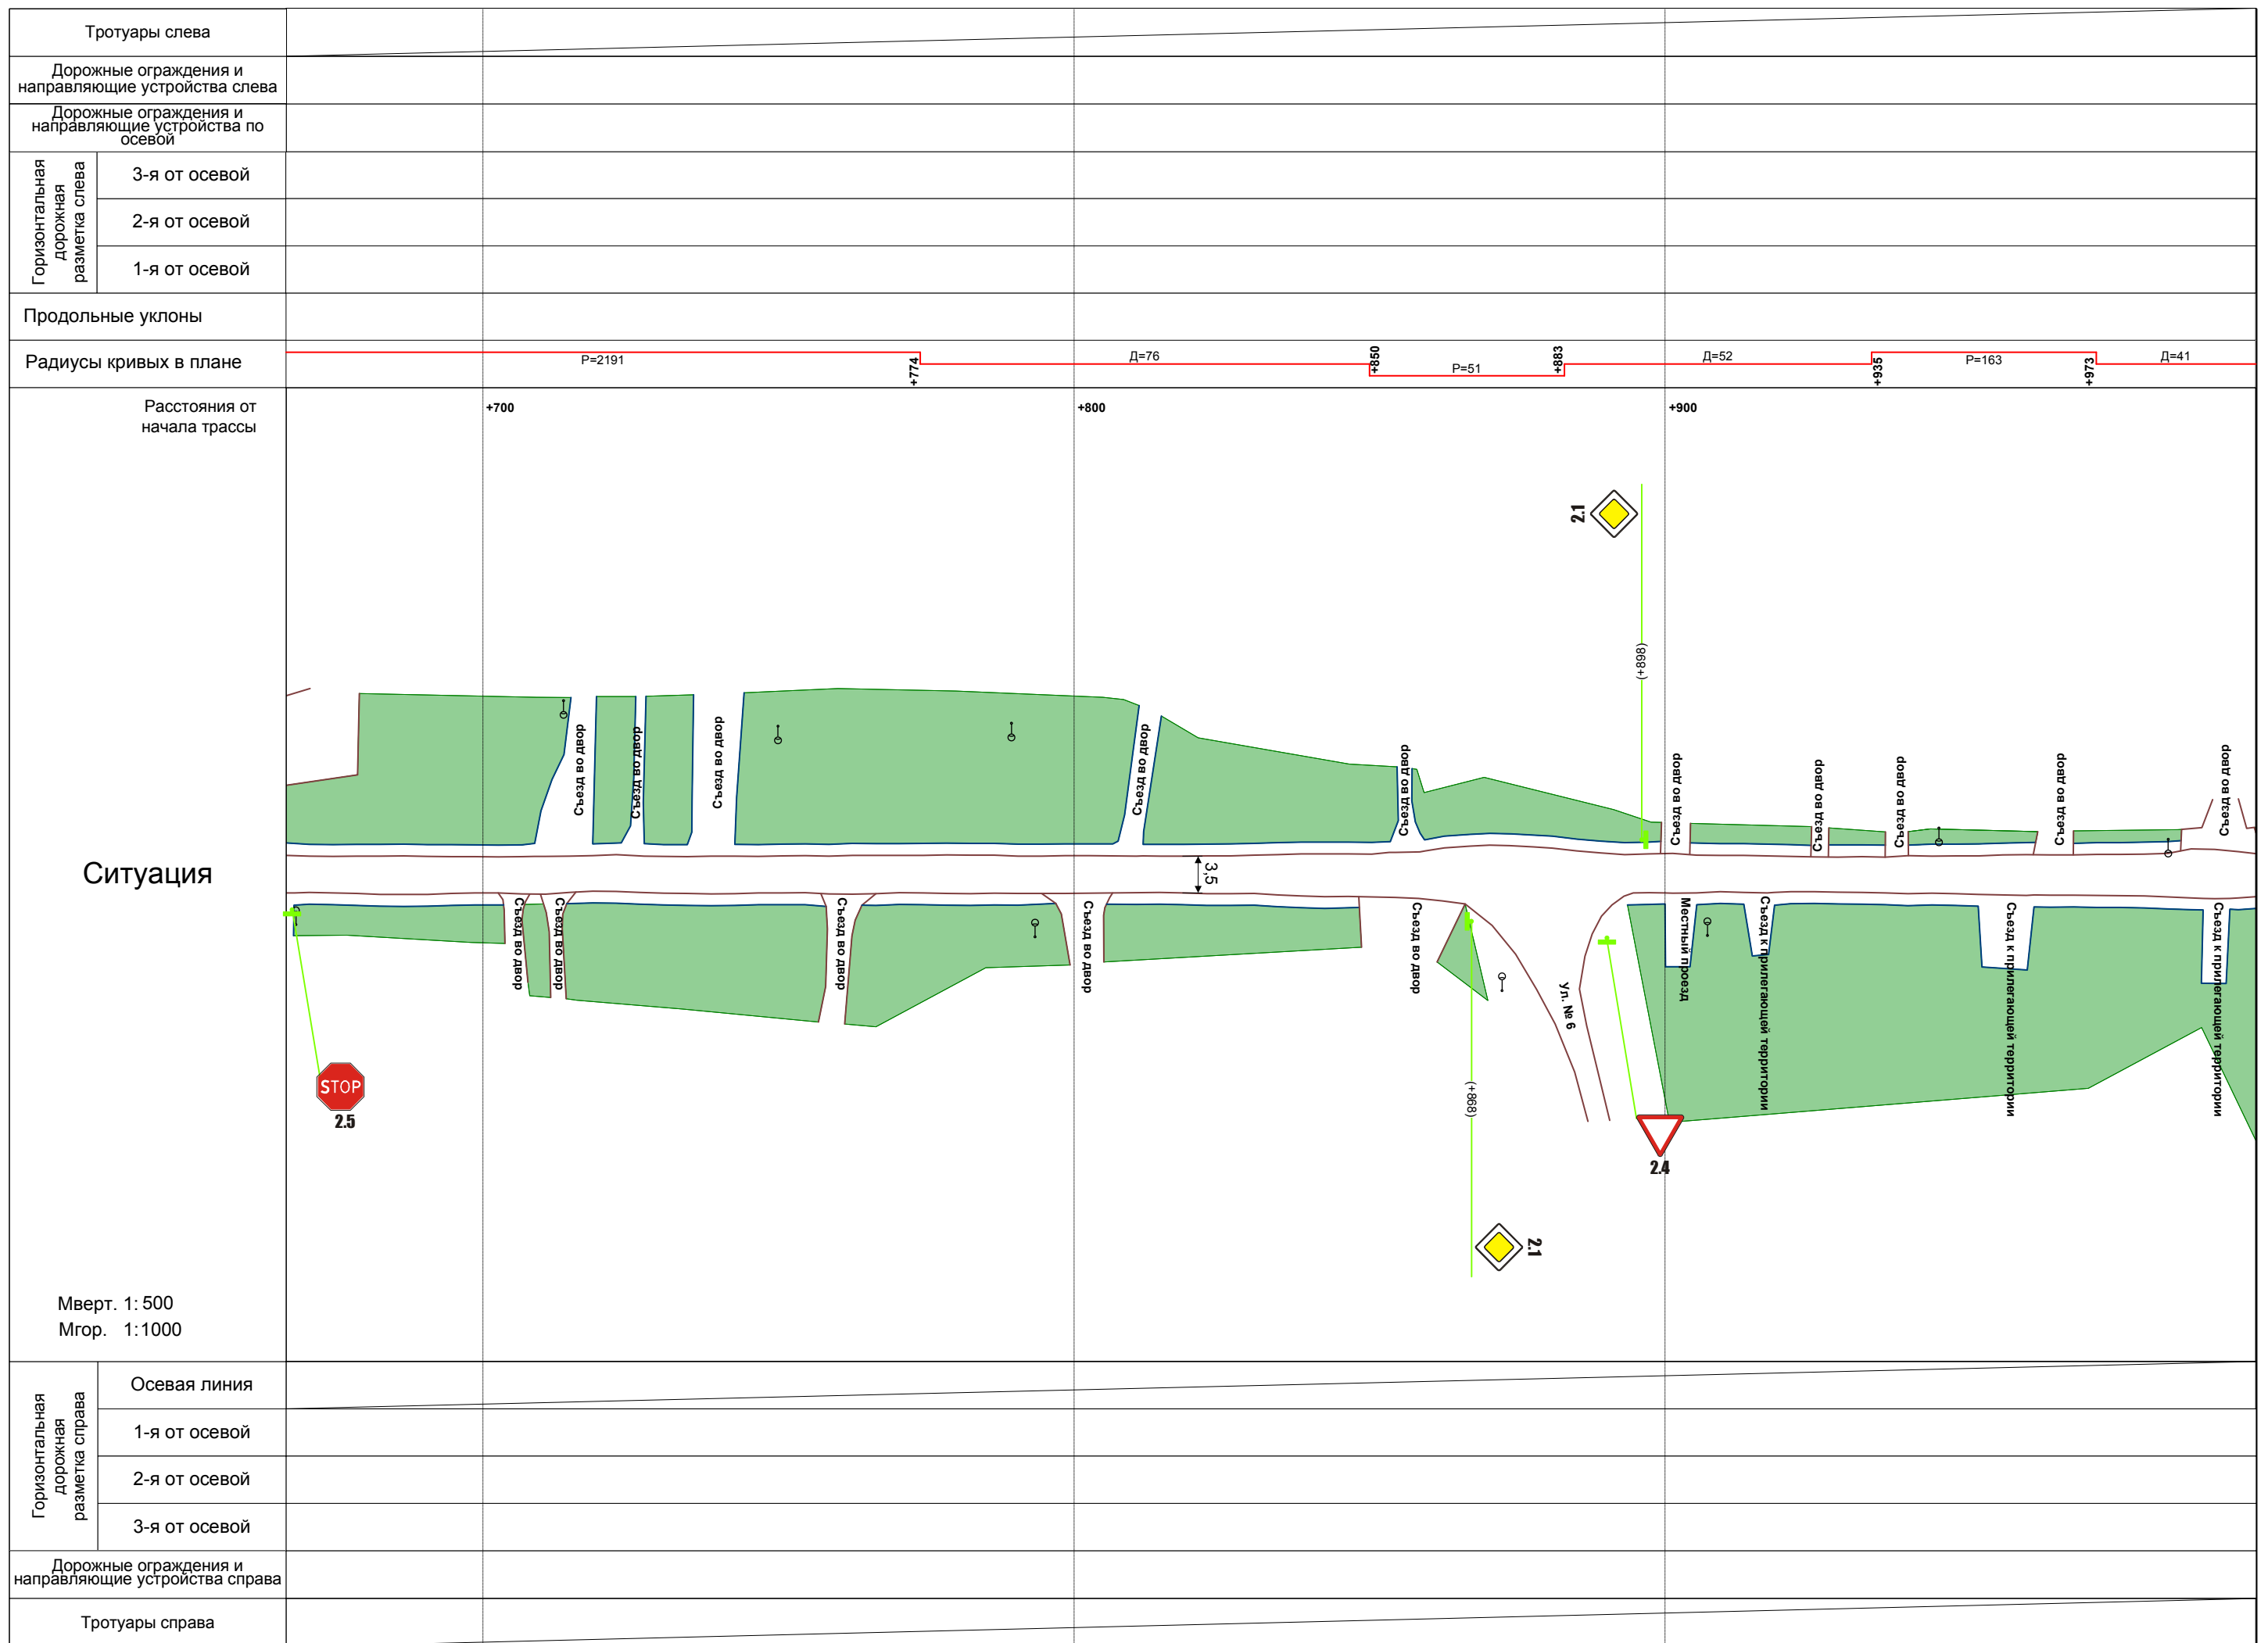 Тротуары слева
Дорожные ограждения и
направляющие устройства слева
Дорожные ограждения и
направляющие устройства по
осевой
Горизонтальная
дорожная
разметка слева
3-я от осевой
2-я от осевой
1-я от осевой
Продольные уклоны
Радиусы кривых в плане
Р=2191
+774
Д=76
+850
Р=51
+883
Д=52
+935
Р=163
+973
Д=41
Расстояния от
начала трассы
+700
+800
+900
2.1
(+898)
Съезд во двор
Съезд во двор
Съезд во двор
Съезд во двор
Съезд во двор
Съезд во двор
Съезд во двор
Съезд во двор
Съезд во двор
Съезд во двор
Ситуация
3,5
Съезд во двор
Съезд во двор
Съезд во двор
Съезд во двор
Съезд во двор
Ул. № 6
Местный проезд
Съезд к прилегающей территории
Съезд к прилегающей территории
Съезд к прилегающей территории
STOP
2.5
(+868)
2.4
2.1
Мверт. 1: 500
Мгор. 1:1000
Горизонтальная
дорожная
разметка справа
Осевая линия
1-я от осевой
2-я от осевой
3-я от осевой
Дорожные ограждения и
направляющие устройства справа
Тротуары справа